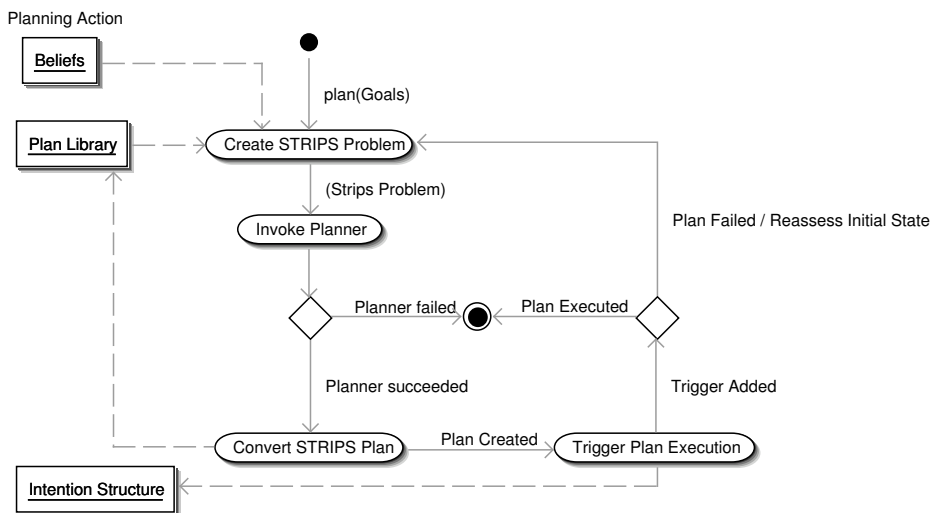 Planning Action
Beliefs
plan(Goals)
Plan Library
Create STRIPS Problem
(Strips Problem)
Invoke Planner
Plan Failed / Reassess Initial State
Planner failed
Plan Executed
Planner succeeded
Trigger Added
Convert STRIPS Plan
Plan Created
Trigger Plan Execution
Intention Structure